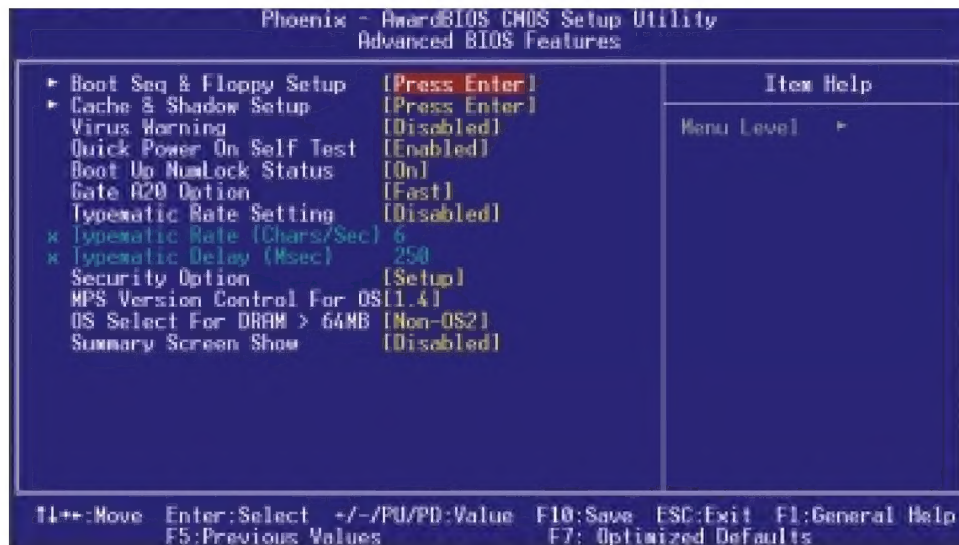 Phoenix - AwardBIOS CMOS Setup Utility
Advanced BIOS Features
► Boot Seq & Floppy Setup [Press Enter]
► Cache & Shadow Setup [Press Enter]
Virus Warning [Disabled]
Quick Power On Self Test [Enabled]
Boot Up NumLock Status [On]
Gate A20 Option [Fast]
Typematic Rate Setting [Disabled]
x Typematic Rate (Chars/Sec) 6
x Typematic Delay (Msec) 250
Security Option [Setup]
MPS Version Control For OS[1.4]
OS Select For DRAM > 64MB [Non-OS2]
Summary Screen Show [Disabled]
Item Help
Menu Level ►
↑↓→←:Move Enter:Select +/-/PU/PD:Value F10:Save ESC:Exit F1:General Help
F5:Previous Values F7: Optimized Defaults